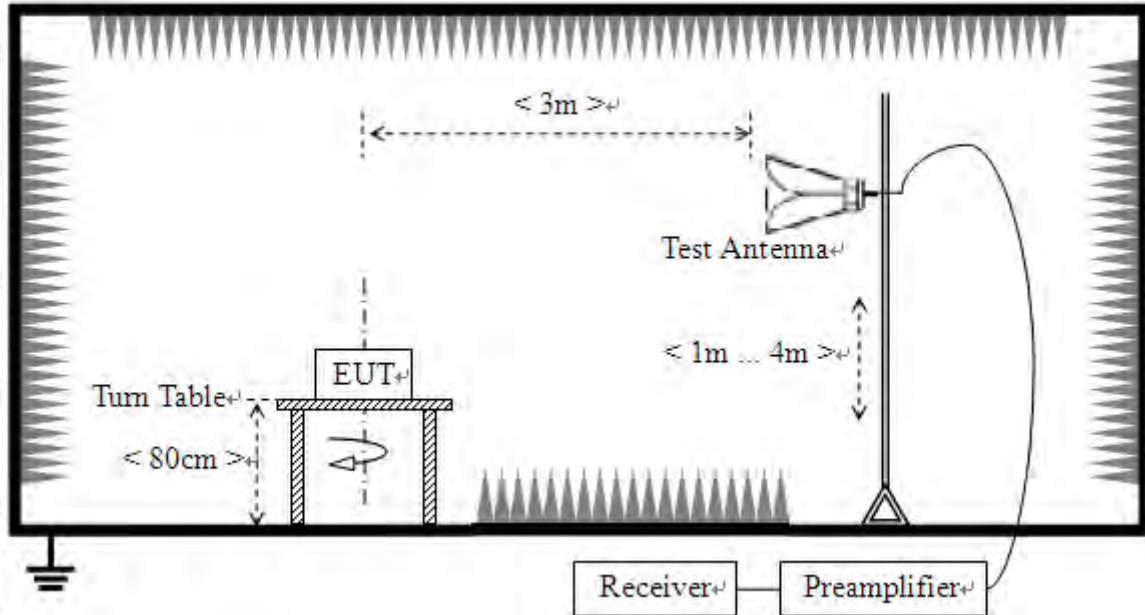 < 3m >↵
Test Antenna↵
< 1m ... 4m >↵
EUT↵
Turn Table↵
< 80cm >↵
Receiver↵
Preamplifier↵